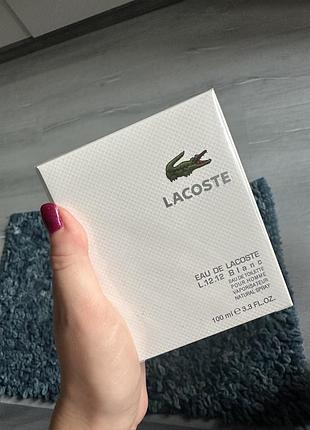 LACOSTE
EAU DE LACOSTE
L.12.12 Blanc
EAU DE TOILETTE
POUR HOMME
VAPORISATEUR
NATURAL SPRAY
100 ml ℮ 3.3 FL.OZ.